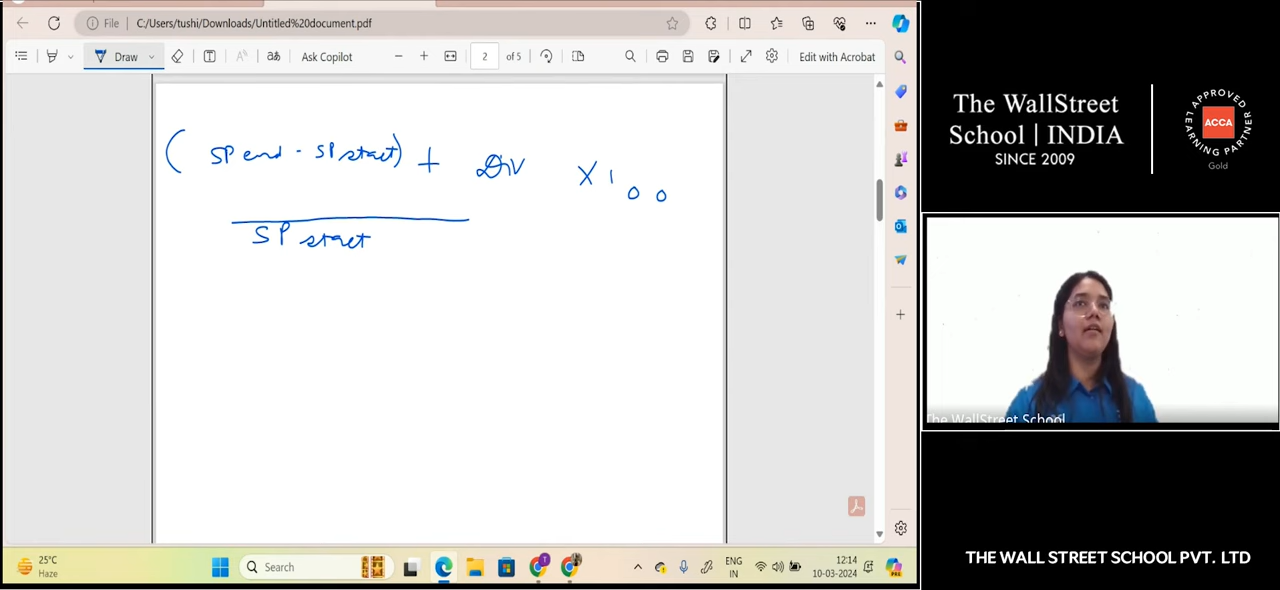 File
C:/Users/tushi/Downloads/Untitled%20document.pdf
Draw
Ask Copilot
2
of 5
Edit with Acrobat
( SP end - SP start) + Div X 100
SP start
The WallStreet
School | INDIA
SINCE 2009
APPROVED
ACCA
LEARNING PARTNER
Gold
The WallStreet School
THE WALL STREET SCHOOL PVT. LTD
25°C
Haze
Search
ENG
IN
12:14
10-03-2024